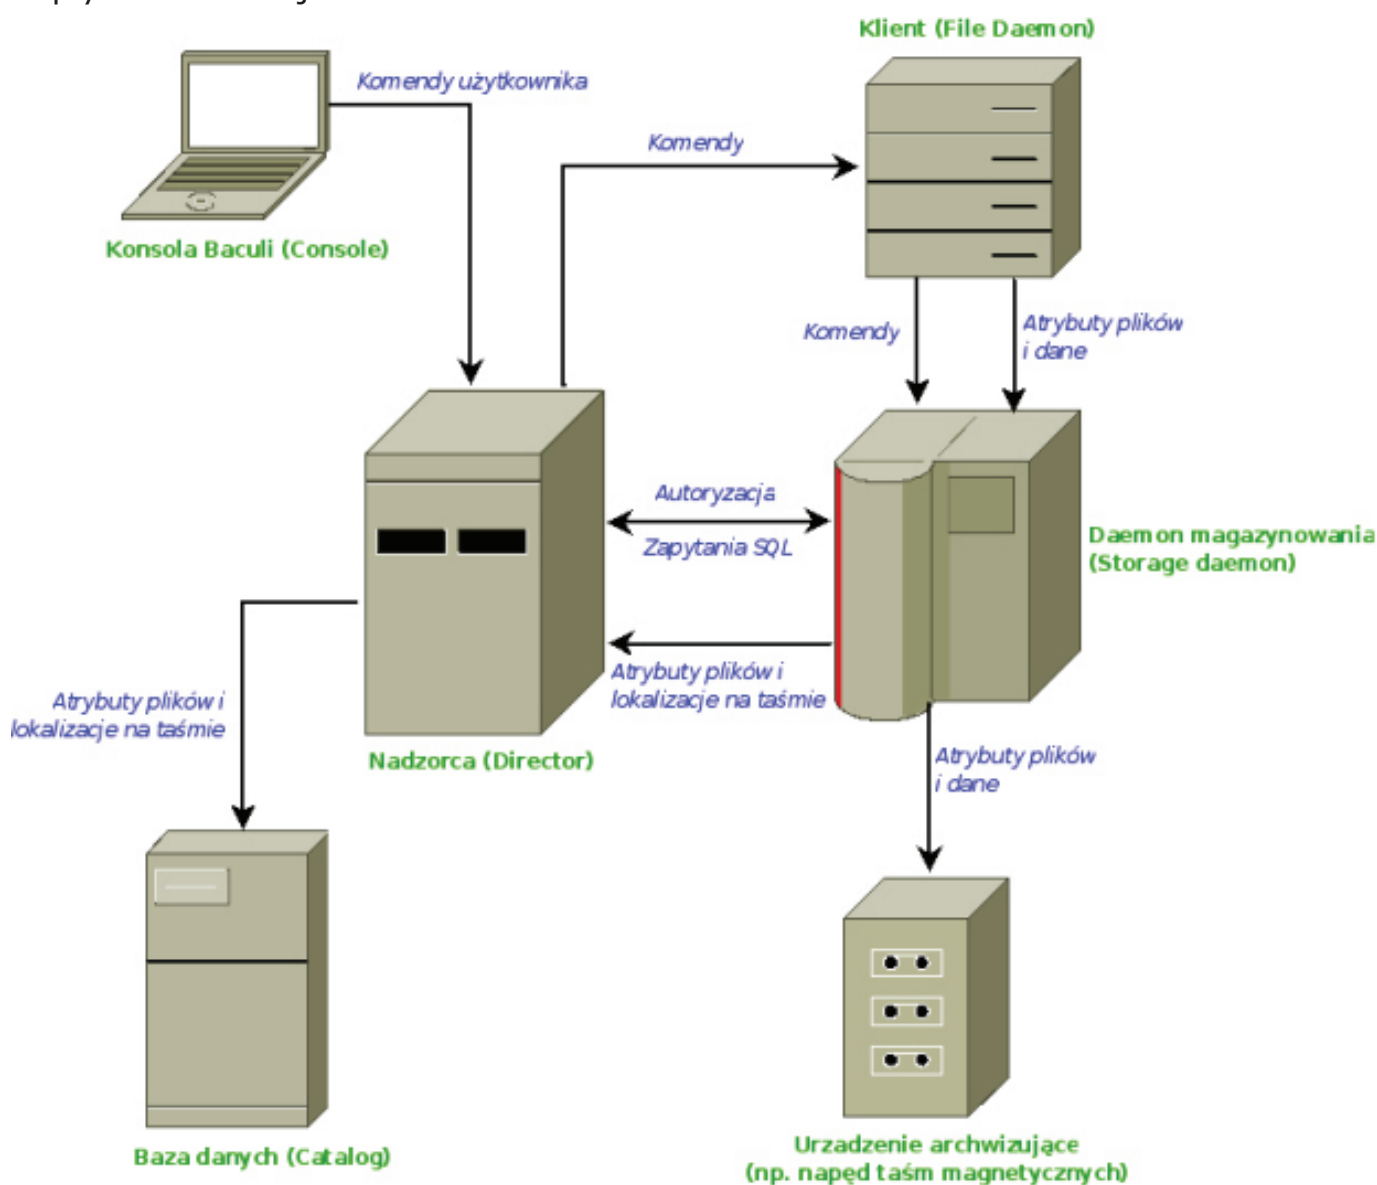 Klient (File Daemon)
Komendy użytkownika
Komendy
Konsola Baculi (Console)
Komendy
Atrybuty plików
i dane
Autoryzacja
Zapytania SQL
Daemon magazynowania
(Storage daemon)
Atrybuty plików i
lokalizacje na taśmie
Atrybuty plików i
lokalizacje na taśmie
Nadzorca (Director)
Atrybuty plików
i dane
Baza danych (Catalog)
Urzadzenie archwizujące
(np. napęd taśm magnetycznych)